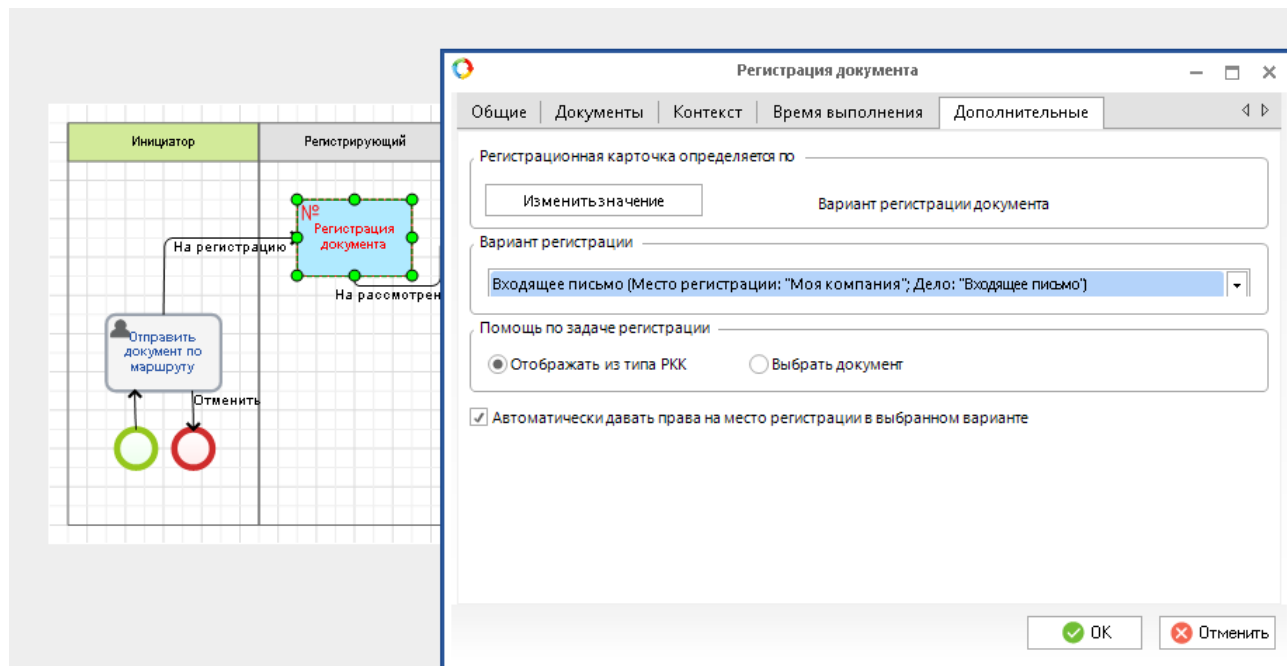 Регистрация документа
Общие
Документы
Контекст
Время выполнения
Дополнительные
Регистрационная карточка определяется по
Изменить значение
Вариант регистрации документа
Вариант регистрации
Входящее письмо (Место регистрации: "Моя компания"; Дело: "Входящее письмо")
Помощь по задаче регистрации
Отображать из типа РКК
Выбрать документ
Автоматически давать права на место регистрации в выбранном варианте
ОК
Отменить
Инициатор
Регистрирующий
№
Регистрация
документа
На регистрацию
На рассмотрен
Отправить
документ по
маршруту
Отменить